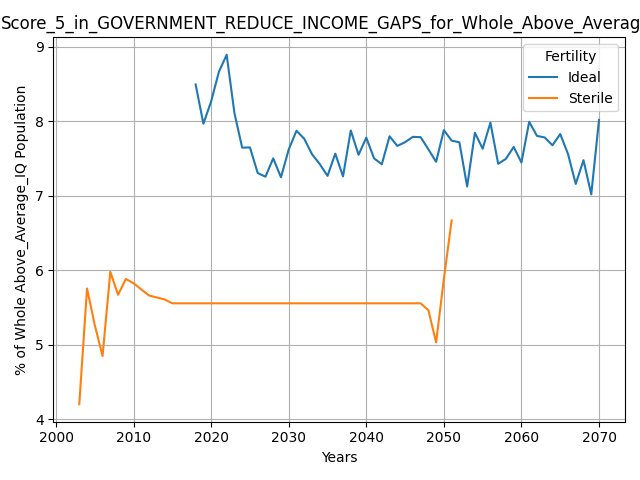 Score_5_in_GOVERNMENT_REDUCE_INCOME_GAPS_for_Whole_Above_Averag
% of Whole Above_Average_IQ Population
9
8
7
6
5
4
Fertility
Ideal
Sterile
2000 2010 2020 2030 2040 2050 2060 2070
Years